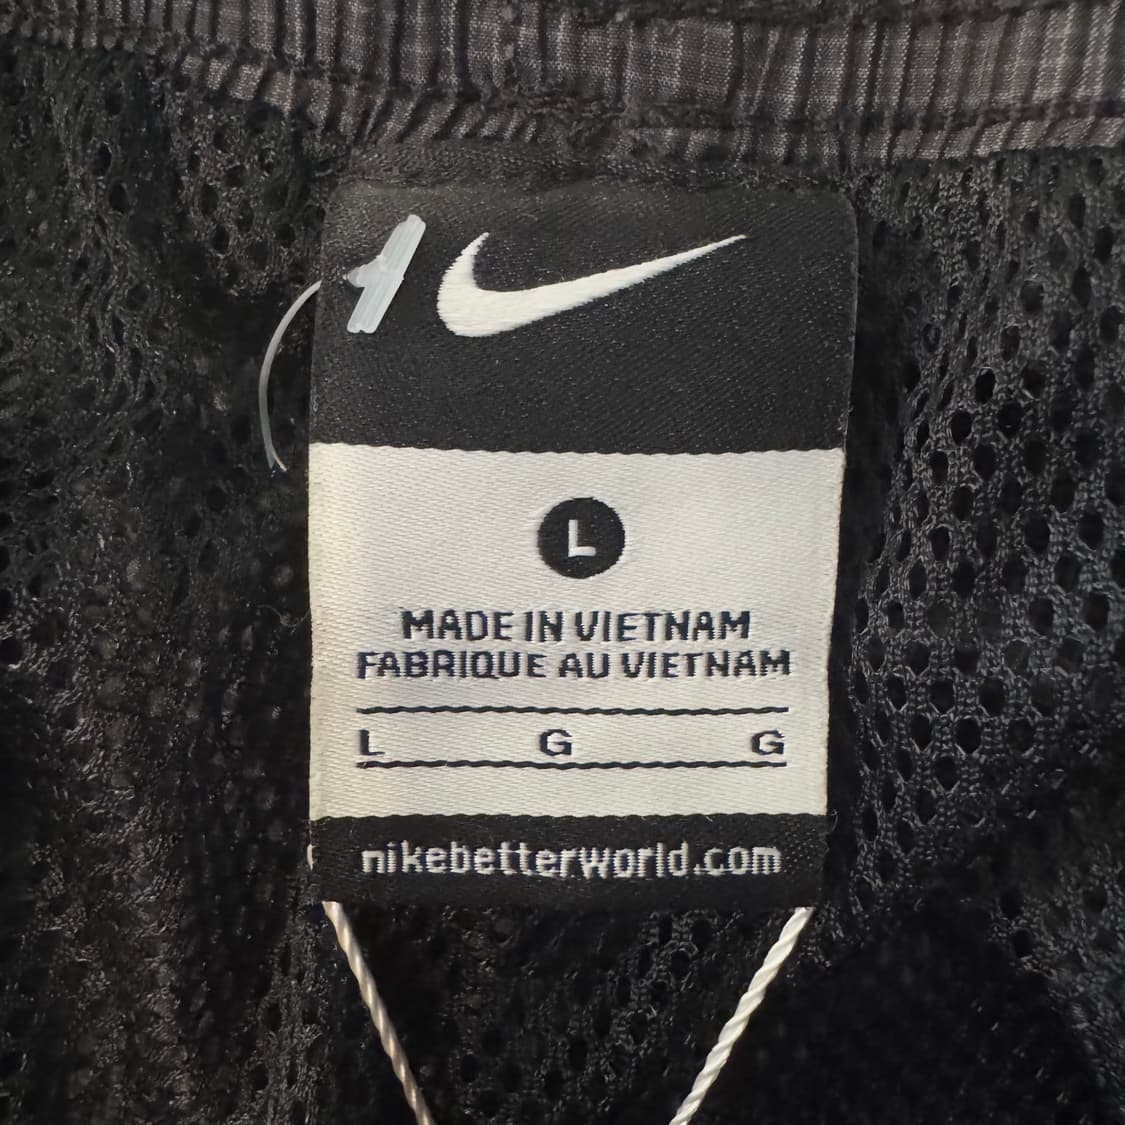 L
MADE IN VIETNAM
FABRIQUE AU VIETNAM
L G G
nikebetterworld.com